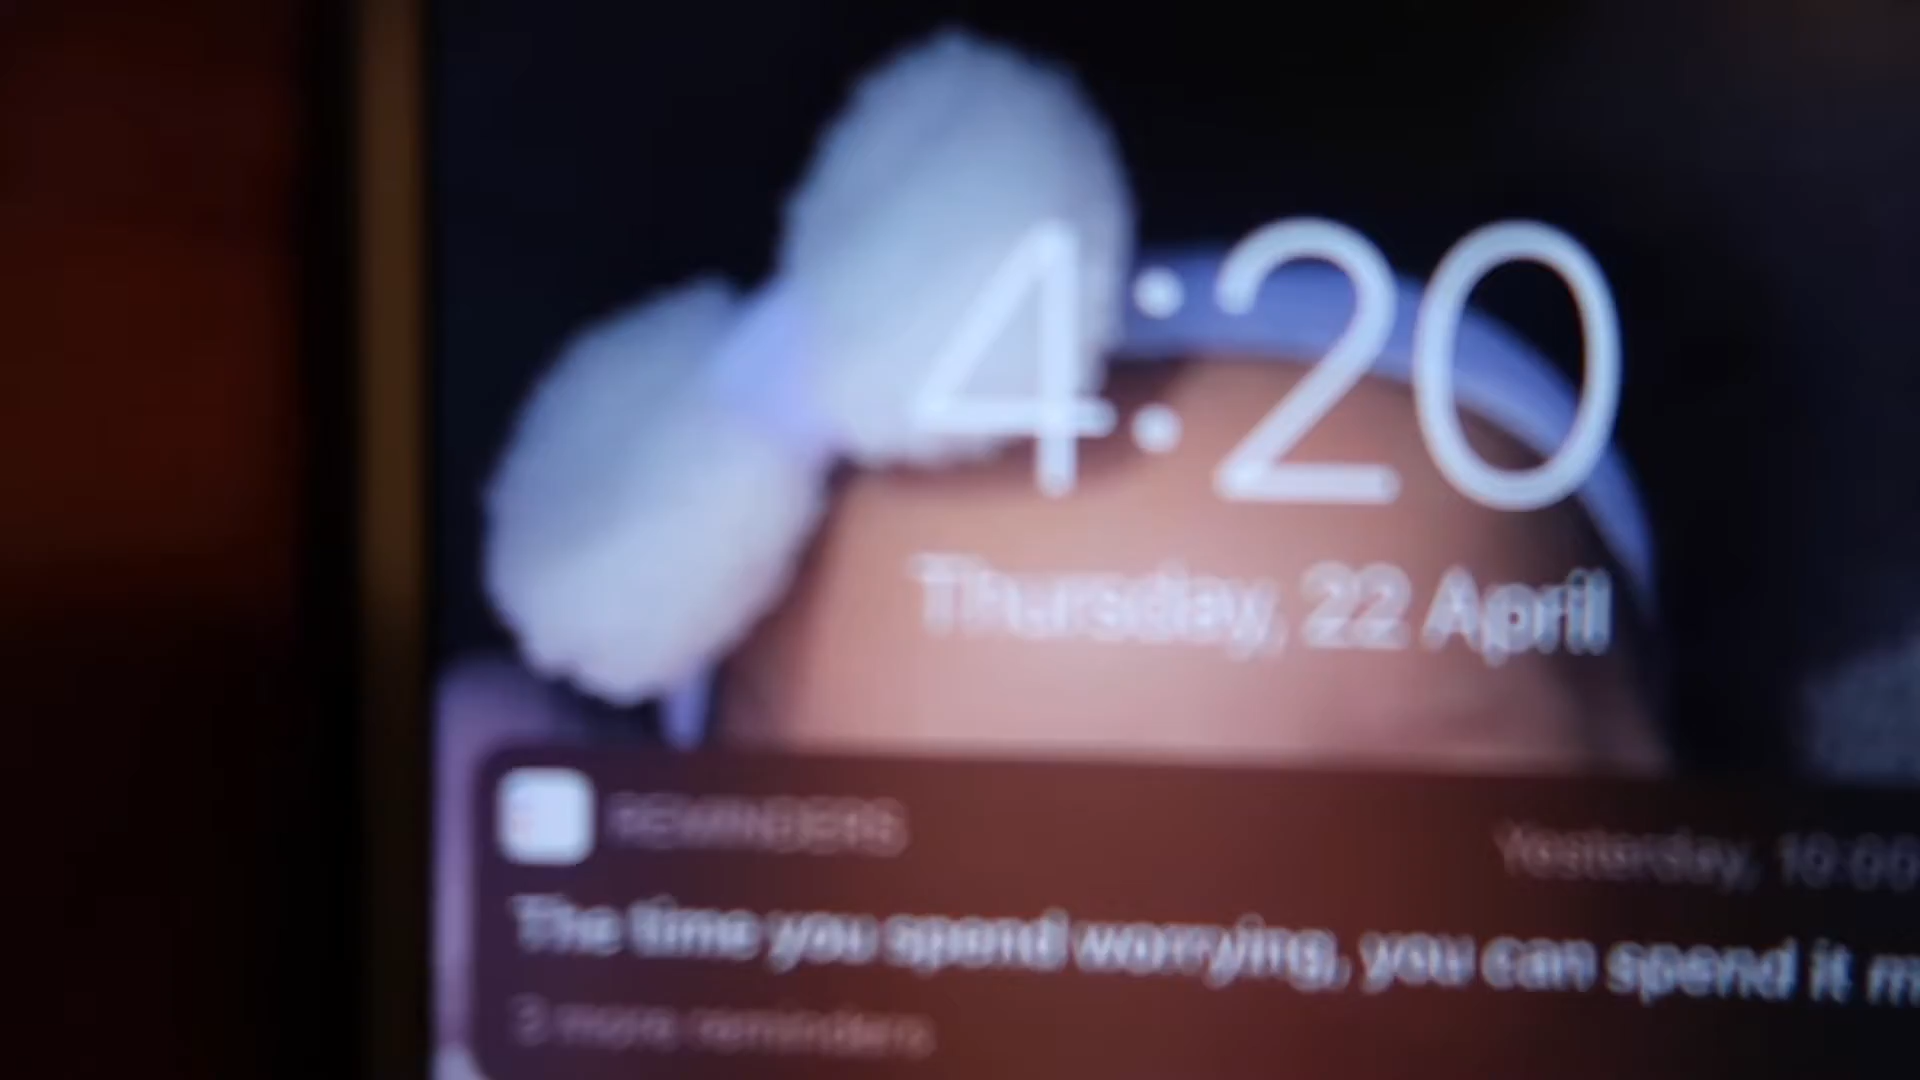 4:20
Thursday, 22 April
REMINDERS
Yesterday, 10:00
The time you spend worrying, you can spend it
3 more reminders